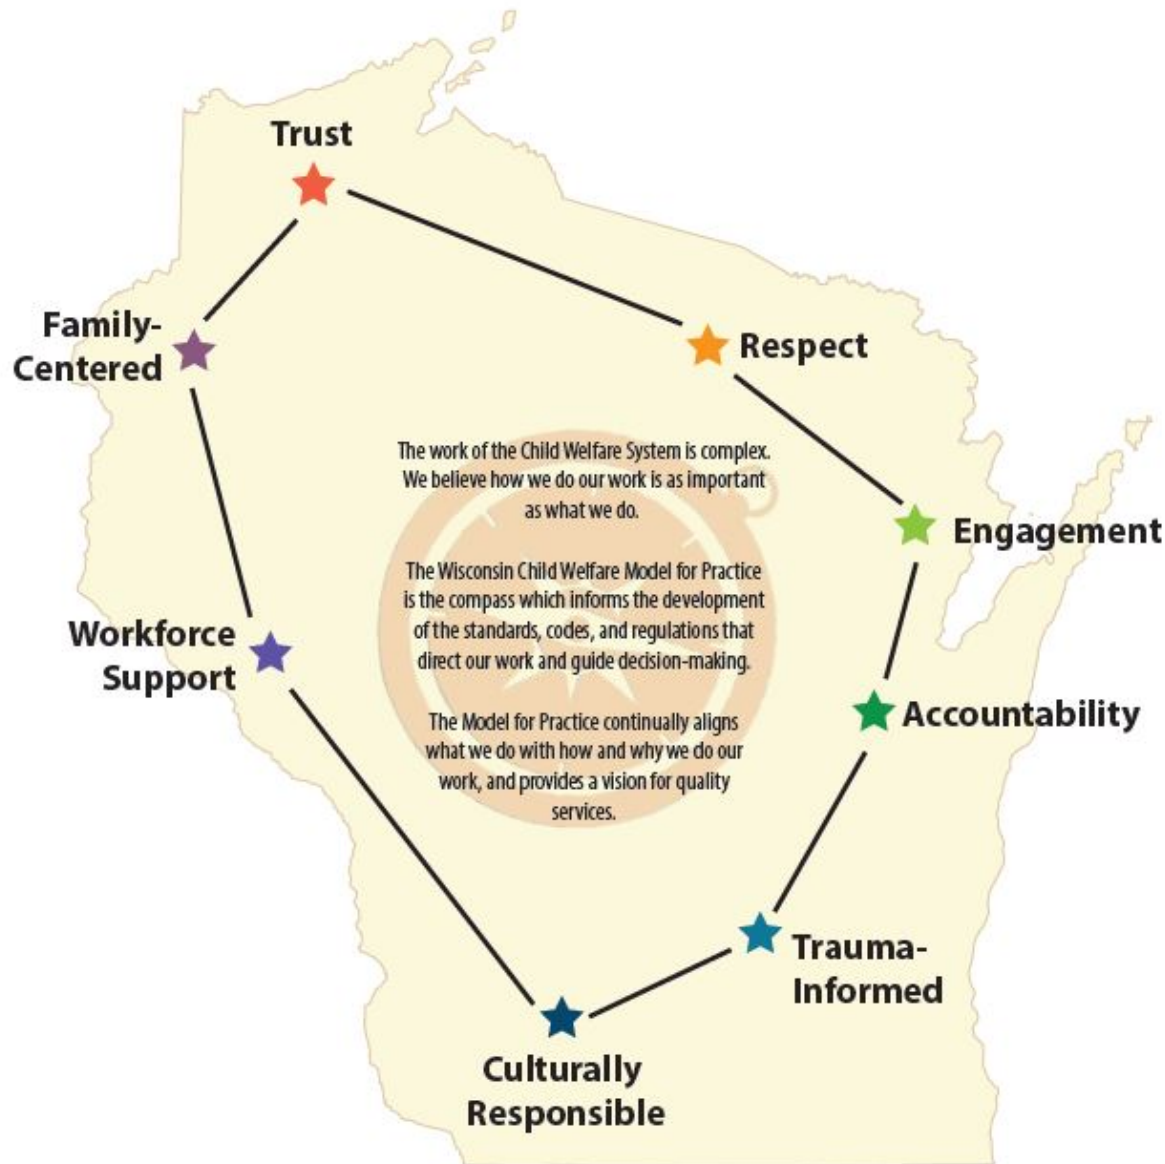 Trust
Family-
Centered
Respect
The work of the Child Welfare System is complex.
We believe how we do our work is as important
as what we do.
Engagement
The Wisconsin Child Welfare Model for Practice
is the compass which informs the development
of the standards, codes, and regulations that
direct our work and guide decision-making.
Workforce
Support
Accountability
The Model for Practice continually aligns
what we do with how and why we do our
work, and provides a vision for quality
services.
Trauma-
Informed
Culturally
Responsible